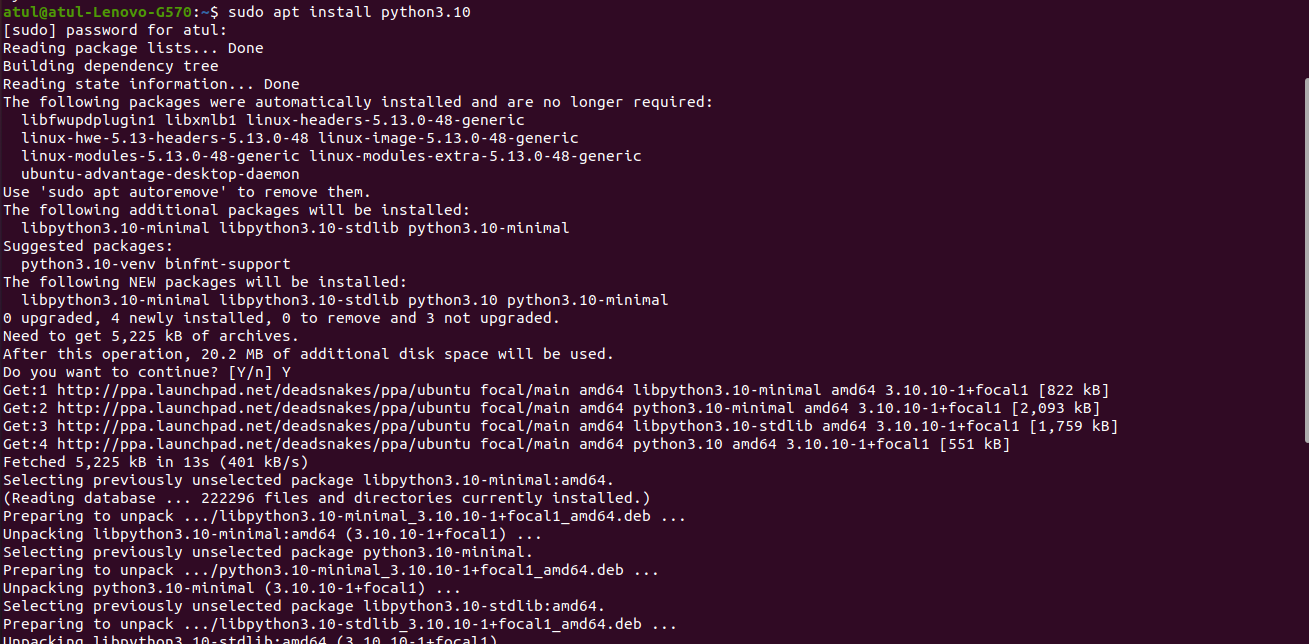 atul@atul-Lenovo-G570:~$ sudo apt install python3.10
[sudo] password for atul:
Reading package lists... Done
Building dependency tree
Reading state information... Done
The following packages were automatically installed and are no longer required:
  libfwupdplugin1 libxmlb1 linux-headers-5.13.0-48-generic
  linux-hwe-5.13-headers-5.13.0-48 linux-image-5.13.0-48-generic
  linux-modules-5.13.0-48-generic linux-modules-extra-5.13.0-48-generic
  ubuntu-advantage-desktop-daemon
Use 'sudo apt autoremove' to remove them.
The following additional packages will be installed:
  libpython3.10-minimal libpython3.10-stdlib python3.10-minimal
Suggested packages:
  python3.10-venv binfmt-support
The following NEW packages will be installed:
  libpython3.10-minimal libpython3.10-stdlib python3.10 python3.10-minimal
0 upgraded, 4 newly installed, 0 to remove and 3 not upgraded.
Need to get 5,225 kB of archives.
After this operation, 20.2 MB of additional disk space will be used.
Do you want to continue? [Y/n] Y
Get:1 http://ppa.launchpad.net/deadsnakes/ppa/ubuntu focal/main amd64 libpython3.10-minimal amd64 3.10.10-1+focal1 [822 kB]
Get:2 http://ppa.launchpad.net/deadsnakes/ppa/ubuntu focal/main amd64 python3.10-minimal amd64 3.10.10-1+focal1 [2,093 kB]
Get:3 http://ppa.launchpad.net/deadsnakes/ppa/ubuntu focal/main amd64 libpython3.10-stdlib amd64 3.10.10-1+focal1 [1,759 kB]
Get:4 http://ppa.launchpad.net/deadsnakes/ppa/ubuntu focal/main amd64 python3.10 amd64 3.10.10-1+focal1 [551 kB]
Fetched 5,225 kB in 13s (401 kB/s)
Selecting previously unselected package libpython3.10-minimal:amd64.
(Reading database ... 222296 files and directories currently installed.)
Preparing to unpack .../libpython3.10-minimal_3.10.10-1+focal1_amd64.deb ...
Unpacking libpython3.10-minimal:amd64 (3.10.10-1+focal1) ...
Selecting previously unselected package python3.10-minimal.
Preparing to unpack .../python3.10-minimal_3.10.10-1+focal1_amd64.deb ...
Unpacking python3.10-minimal (3.10.10-1+focal1) ...
Selecting previously unselected package libpython3.10-stdlib:amd64.
Preparing to unpack .../libpython3.10-stdlib_3.10.10-1+focal1_amd64.deb ...
Unpacking libpython3.10-stdlib:amd64 (3.10.10-1+focal1)